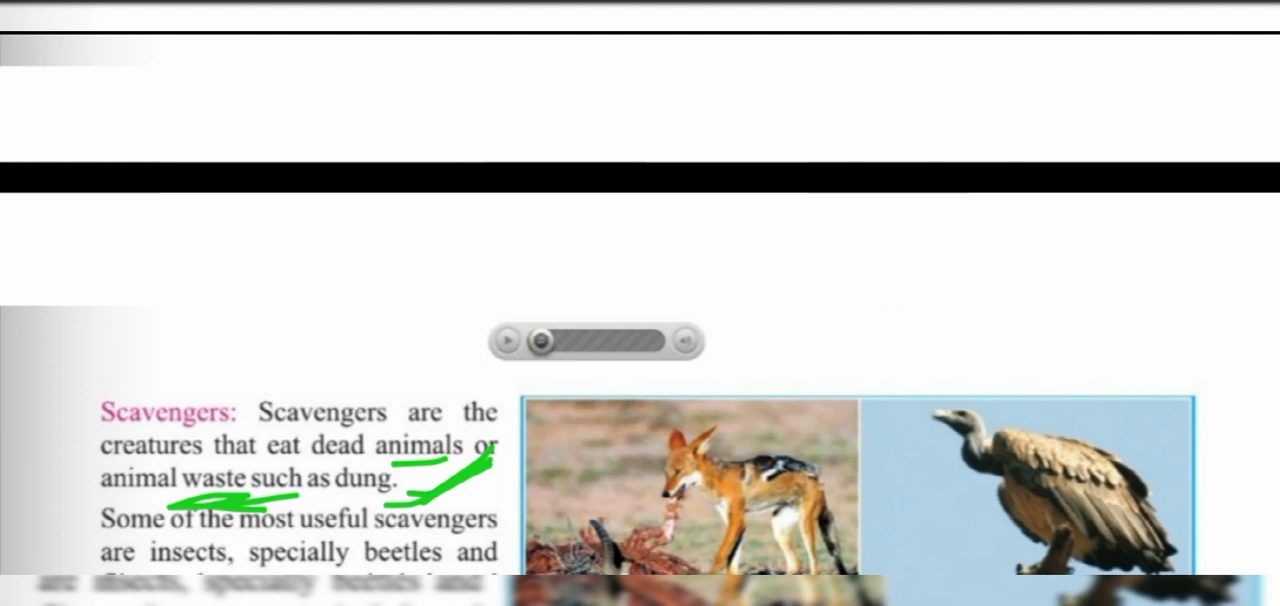 Scavengers: Scavengers are the
creatures that eat dead animals or
animal waste such as dung.
Some of the most useful scavengers
are insects, specially beetles and